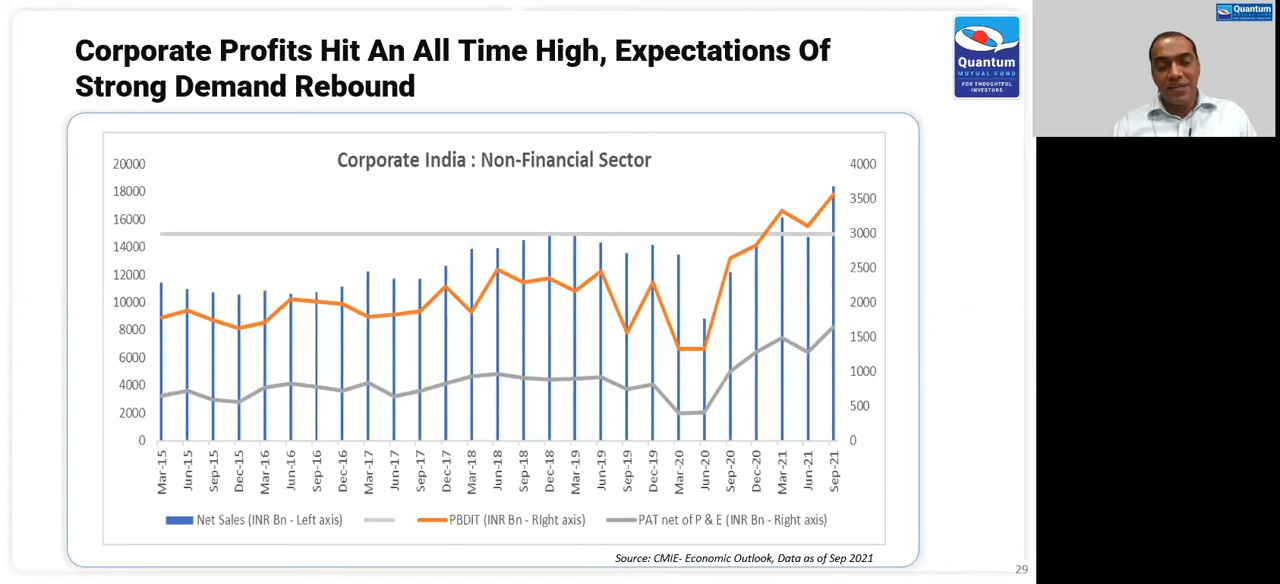 Corporate Profits Hit An All Time High, Expectations Of
Strong Demand Rebound
Quantum
MUTUAL FUND
FOR THOUGHTFUL
INVESTORS
Quantum
Corporate India : Non-Financial Sector
20000
18000
16000
14000
12000
10000
8000
6000
4000
2000
0
4000
3500
3000
2500
2000
1500
1000
500
0
Mar-15
Jun-15
Sep-15
Dec-15
Mar-16
Jun-16
Sep-16
Dec-16
Mar-17
Jun-17
Sep-17
Dec-17
Mar-18
Jun-18
Sep-18
Dec-18
Mar-19
Jun-19
Sep-19
Dec-19
Mar-20
Jun-20
Sep-20
Dec-20
Mar-21
Jun-21
Sep-21
Net Sales (INR Bn - Left axis)
PBDIT (INR Bn - RIght axis)
PAT net of P & E (INR Bn - Right axis)
Source: CMIE- Economic Outlook, Data as of Sep 2021
29